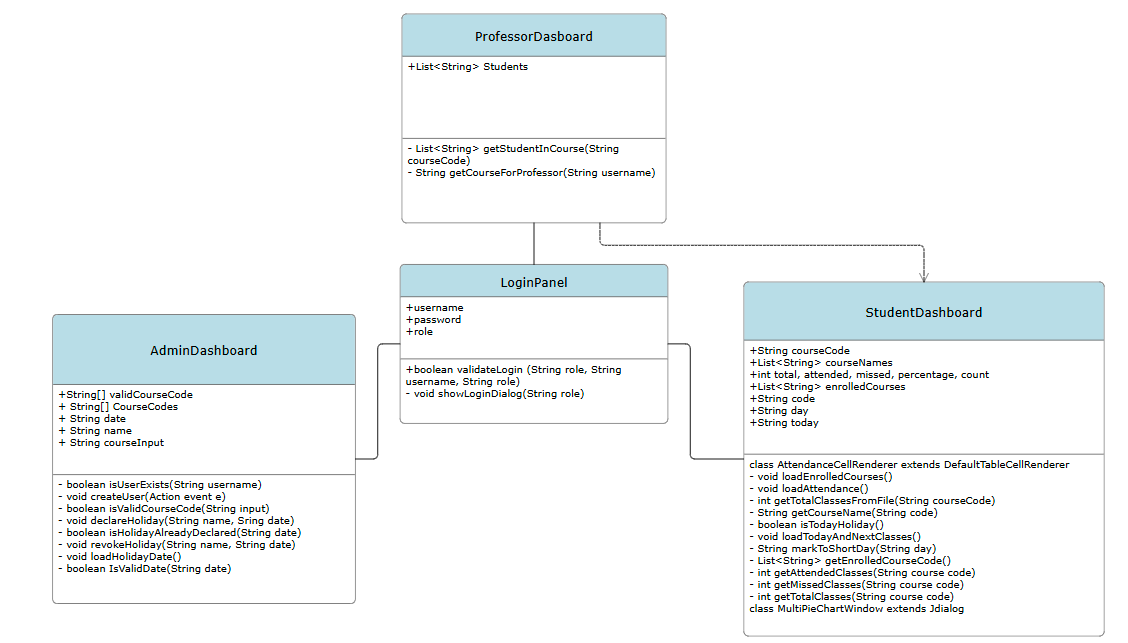 ProfessorDasboard
+List<String> Students
- List<String> getStudentInCourse(String
courseCode)
- String getCourseForProfessor(String username)
LoginPanel
+username
+password
+role
+boolean validateLogin (String role, String
username, String role)
- void showLoginDialog(String role)
AdminDashboard
+String[] validCourseCode
+ String[] CourseCodes
+ String date
+ String name
+ String courseInput
- boolean isUserExists(String username)
- void createUser(Action event e)
- boolean isValidCourseCode(String input)
- void declareHoliday(String name, Sring date)
- boolean isHolidayAlreadyDeclared(String date)
- void revokeHoliday(String name, String date)
- void loadHolidayDate()
- boolean IsValidDate(String date)
StudentDashboard
+String courseCode
+List<String> courseNames
+int total, attended, missed, percentage, count
+List<String> enrolledCourses
+String code
+String day
+String today
class AttendanceCellRenderer extends DefaultTableCellRenderer
- void loadEnrolledCourses()
- void loadAttendance()
- int getTotalClassesFromFile(String courseCode)
- String getCourseName(String code)
- boolean isTodayHoliday()
- void loadTodayAndNextClasses()
- String markToShortDay(String day)
- List<String> getEnrolledCourseCode()
- int getAttendedClasses(String course code)
- int getMissedClasses(String course code)
- int getTotalClasses(String course code)
class MultiPieChartWindow extends Jdialog